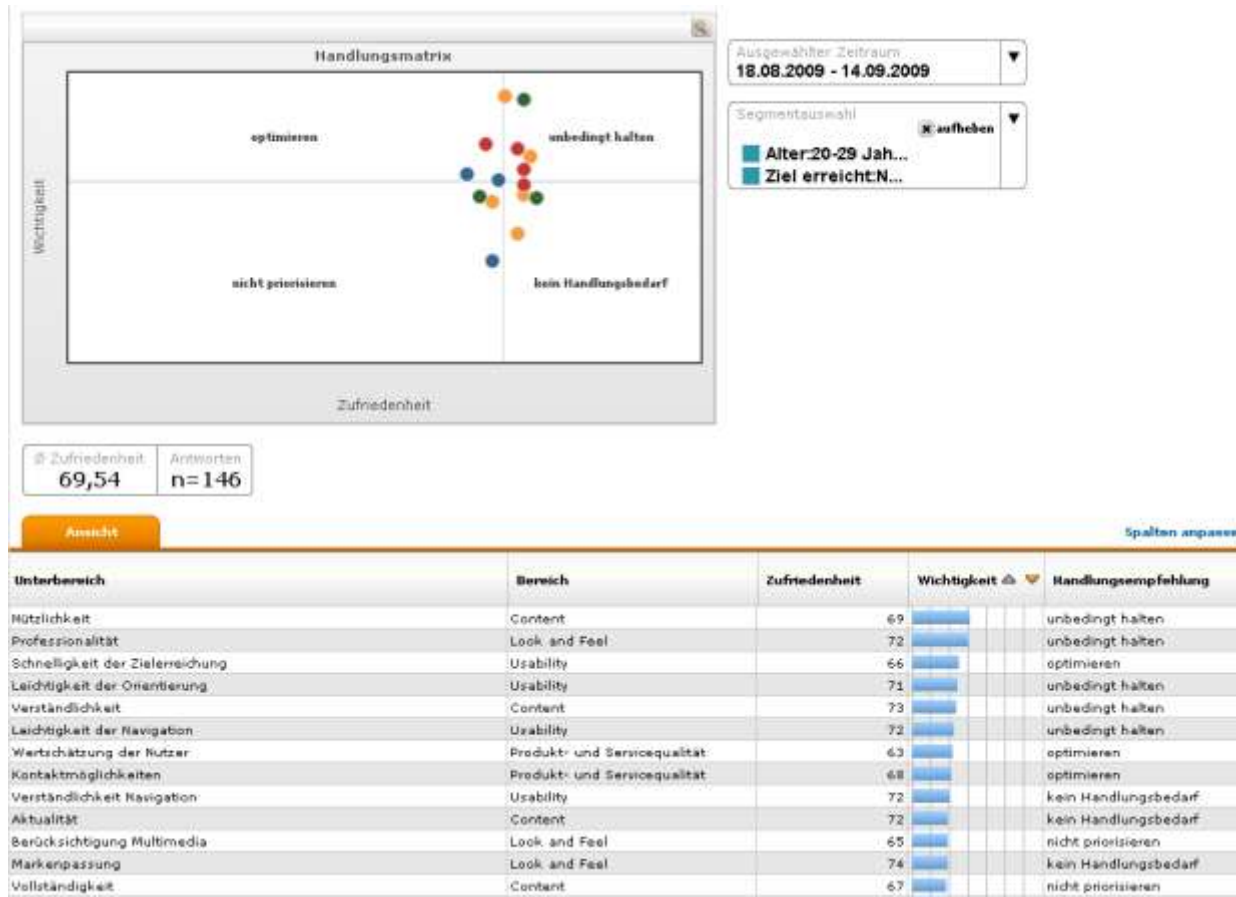 Handlungsmatrix
optimieren
unbedingt halten
Wichtigkeit
nicht priorisieren
kein Handlungsbedarf
Zufriedenheit
Ausgewählter Zeitraum
18.08.2009 - 14.09.2009
Segmentauswahl
x aufheben
Alter:20-29 Jah...
Ziel erreicht:N...
Ø Zufriedenheit Antworten
69,54 n=146
Ansicht
Spalten anpassen
Unterbereich Bereich Zufriedenheit Wichtigkeit Handlungsempfehlung
Nützlichkeit Content 69 unbedingt halten
Professionalität Look and Feel 72 unbedingt halten
Schnelligkeit der Zielerreichung Usability 66 optimieren
Leichtigkeit der Orientierung Usability 71 unbedingt halten
Verständlichkeit Content 73 unbedingt halten
Leichtigkeit der Navigation Usability 72 unbedingt halten
Wertschätzung der Nutzer Produkt- und Servicequalität 63 optimieren
Kontaktmöglichkeiten Produkt- und Servicequalität 68 optimieren
Verständlichkeit Navigation Usability 72 kein Handlungsbedarf
Aktualität Content 72 kein Handlungsbedarf
Berücksichtigung Multimedia Look and Feel 65 nicht priorisieren
Markenpassung Look and Feel 74 kein Handlungsbedarf
Vollständigkeit Content 67 nicht priorisieren